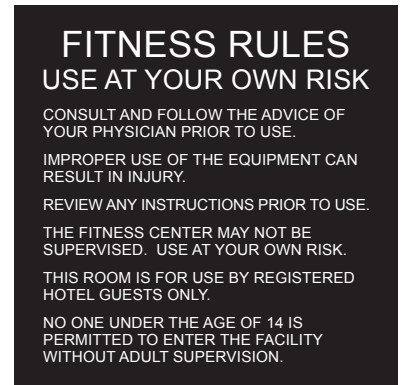 FITNESS RULES
USE AT YOUR OWN RISK
CONSULT AND FOLLOW THE ADVICE OF
YOUR PHYSICIAN PRIOR TO USE.
IMPROPER USE OF THE EQUIPMENT CAN
RESULT IN INJURY.
REVIEW ANY INSTRUCTIONS PRIOR TO USE.
THE FITNESS CENTER MAY NOT BE
SUPERVISED.  USE AT YOUR OWN RISK.
THIS ROOM IS FOR USE BY REGISTERED
HOTEL GUESTS ONLY.
NO ONE UNDER THE AGE OF 14 IS
PERMITTED TO ENTER THE FACILITY
WITHOUT ADULT SUPERVISION.